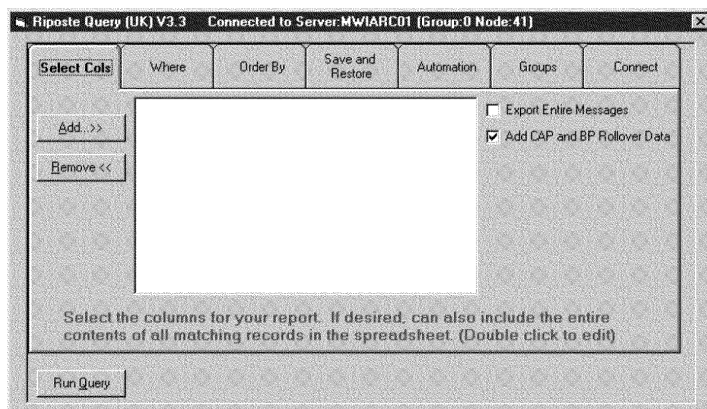 Riposte Query (UK) V3.3 Connected to Server:MWIARC01 (Group:0 Node:41)
Select Cols Where Order By Save and Restore Automation Groups Connect
Add...>>
Remove <<
Export Entire Messages
Add CAP and BP Rollover Data
Select the columns for your report. If desired, can also include the entire
contents of all matching records in the spreadsheet. (Double click to edit)
Run Query